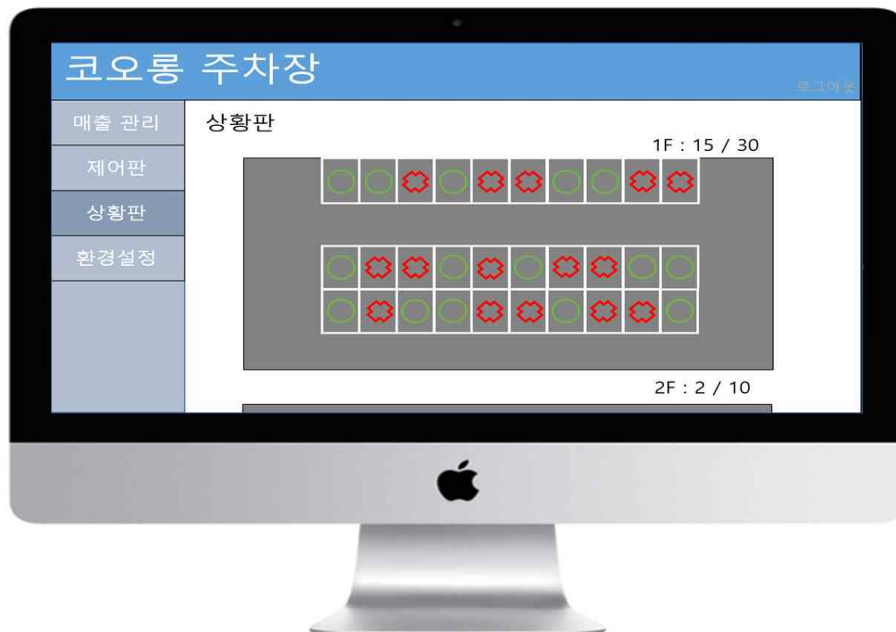 코오롱 주차장
로그아웃
매출 관리
제어판
상황판
환경설정
상황판
1F : 15 / 30
2F : 2 / 10